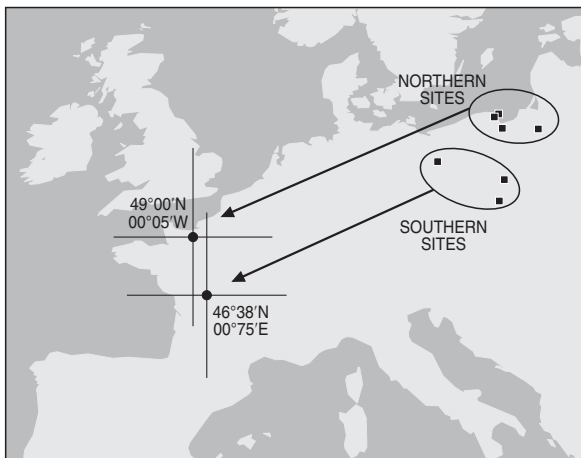 NORTHERN
SITES
49°00′N
00°05′W
SOUTHERN
SITES
46°38′N
00°75′E